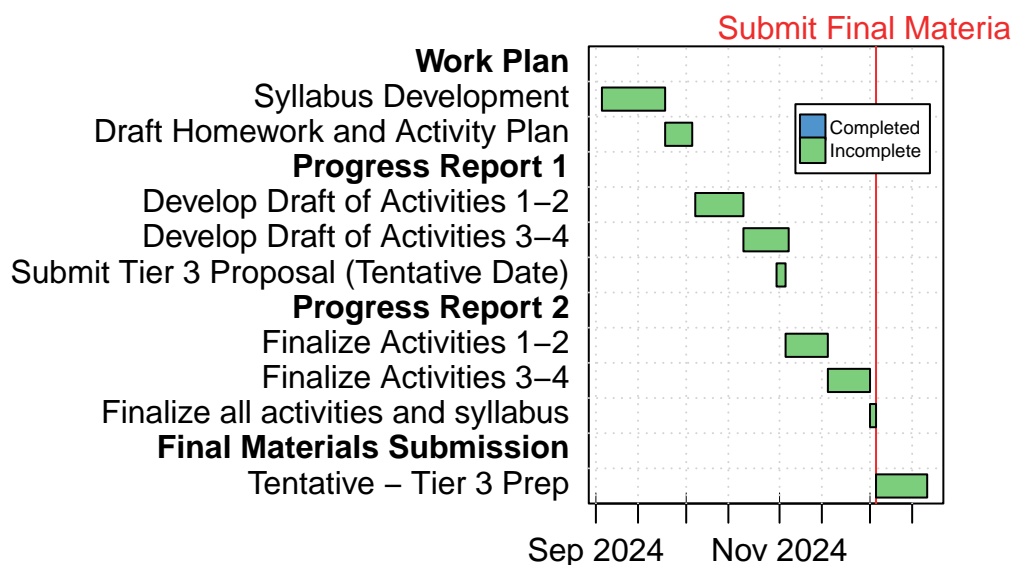 Submit Final Materia
Work Plan
Syllabus Development
Draft Homework and Activity Plan
Completed
Incomplete
Progress Report 1
Develop Draft of Activities 1−2
Develop Draft of Activities 3−4
Submit Tier 3 Proposal (Tentative Date)
Progress Report 2
Finalize Activities 1−2
Finalize Activities 3−4
Finalize all activities and syllabus
Final Materials Submission
Tentative − Tier 3 Prep
Sep 2024 Nov 2024